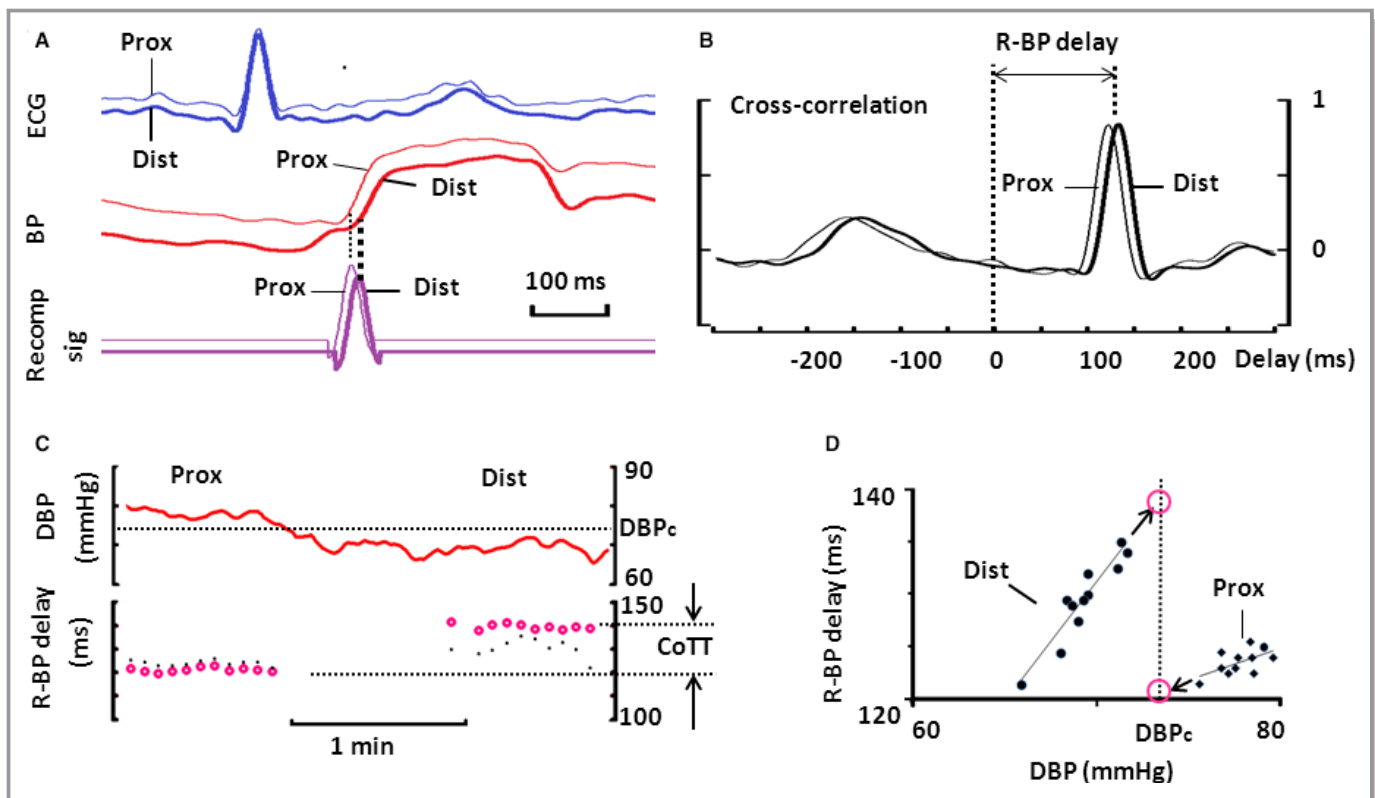 A
Prox
ECG
Dist
Prox
Dist
BP
Prox
Dist
100 ms
Recomp
sig
B
R-BP delay
Cross-correlation
1
Prox
Dist
0
-200
-100
0
100
200
Delay (ms)
C
Prox
Dist
90
DBP
(mmHg)
DBPc
60
150
R-BP delay
(ms)
CoTT
100
1 min
D
140
R-BP delay (ms)
Dist
Prox
120
60
DBPc
80
DBP (mmHg)